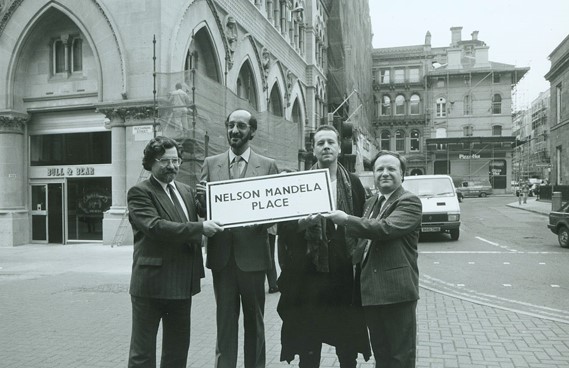 BULL & BEAR
NELSON MANDELA
PLACE